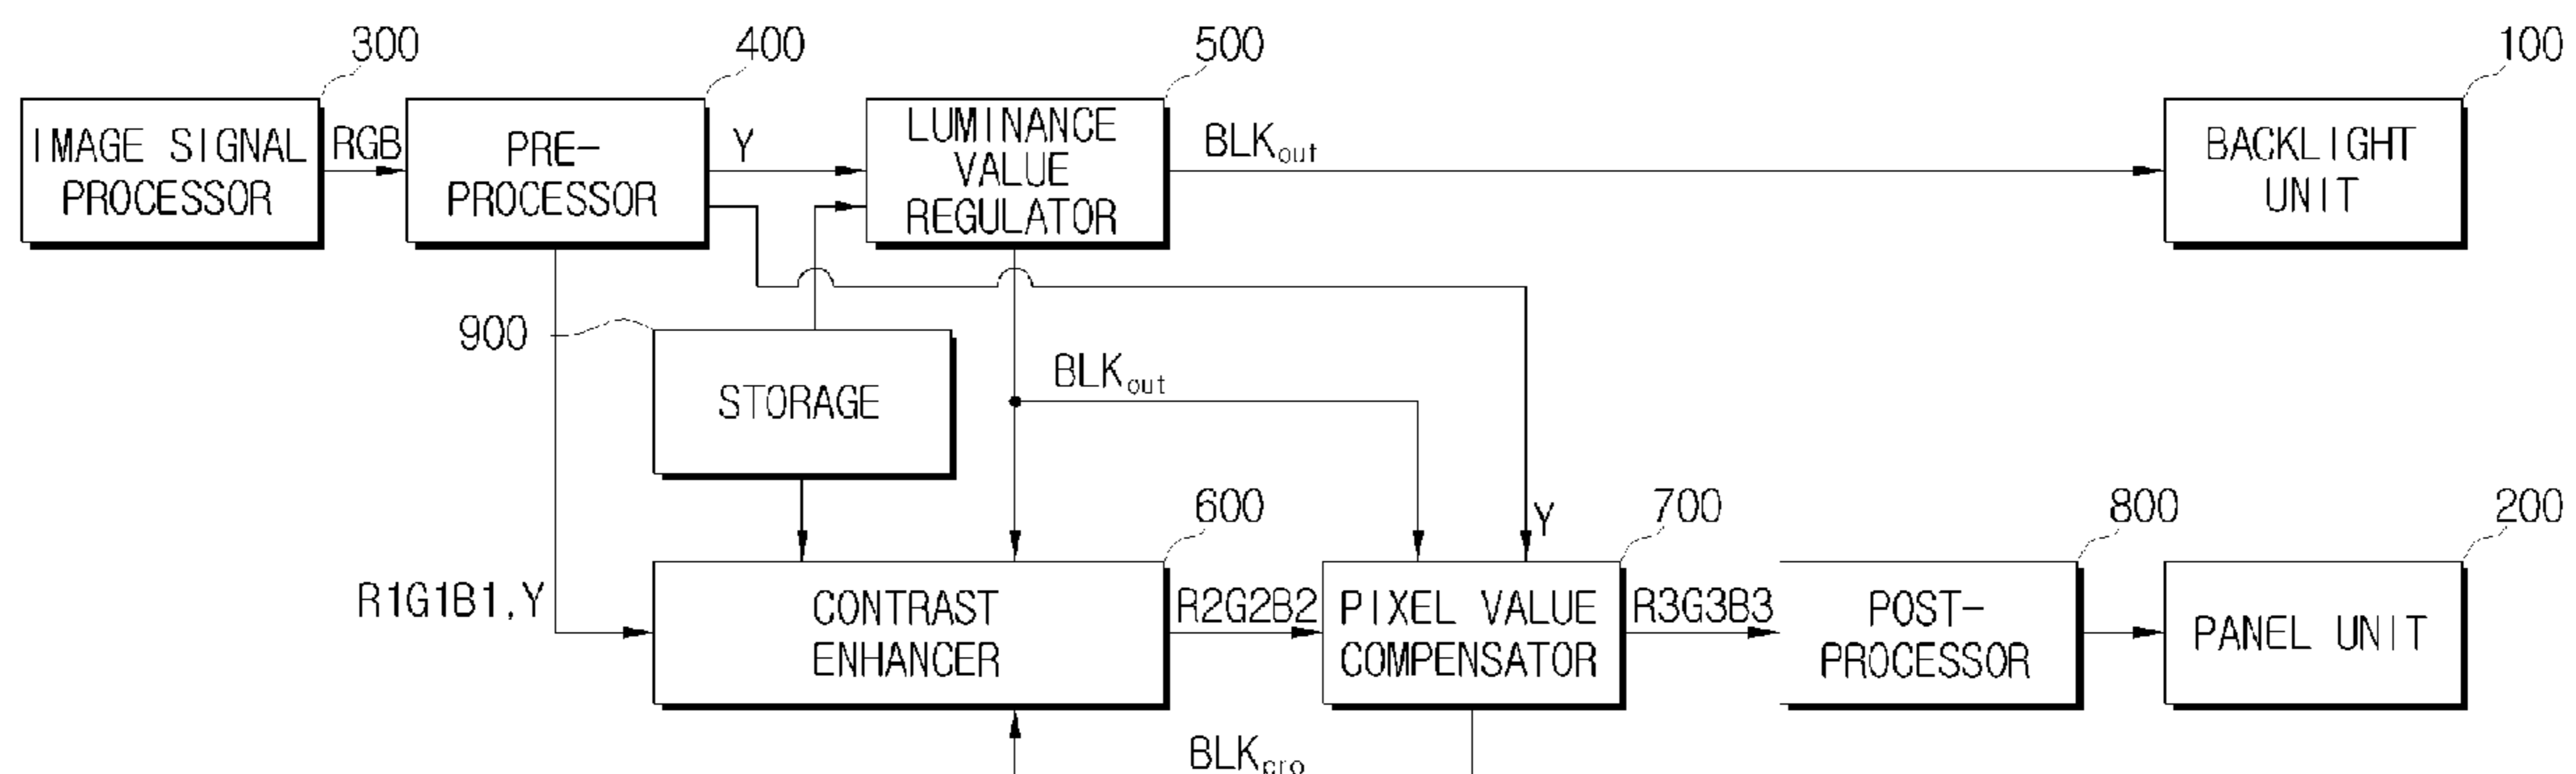 300
400
500
100
IMAGE SIGNAL
PROCESSOR
RGB
PRE-
PROCESSOR
Y
LUMINANCE
VALUE
REGULATOR
BLKout
BACKLIGHT
UNIT
900
STORAGE
BLKout
600
700
800
200
Y
R1G1B1,Y
CONTRAST
ENHANCER
R2G2B2
PIXEL VALUE
COMPENSATOR
R3G3B3
POST-
PROCESSOR
PANEL UNIT
BLKpro